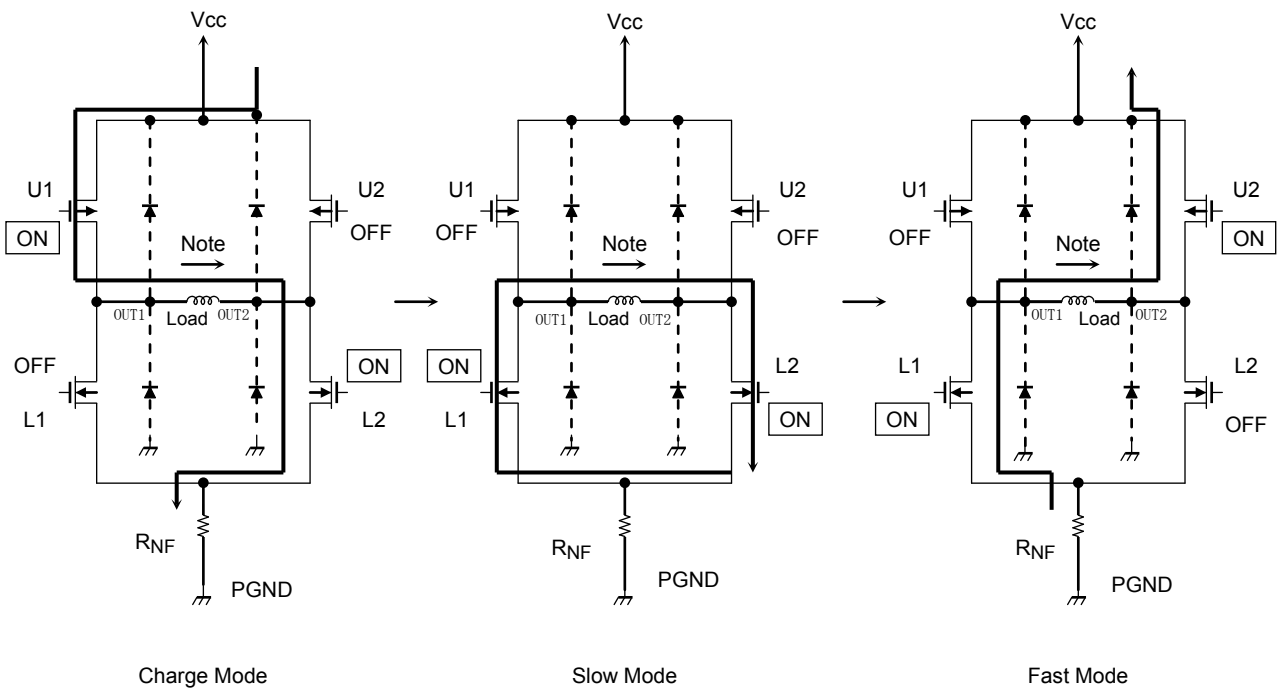 Vcc
U1
ON
U2
OFF
Note
OUT1
Load
OUT2
OFF
L1
ON
L2
RNF
PGND
Charge Mode
Vcc
U1
OFF
U2
OFF
Note
OUT1
Load
OUT2
ON
L1
L2
ON
RNF
PGND
Slow Mode
Vcc
U1
OFF
U2
ON
Note
OUT1
Load
OUT2
L1
ON
L2
OFF
RNF
PGND
Fast Mode